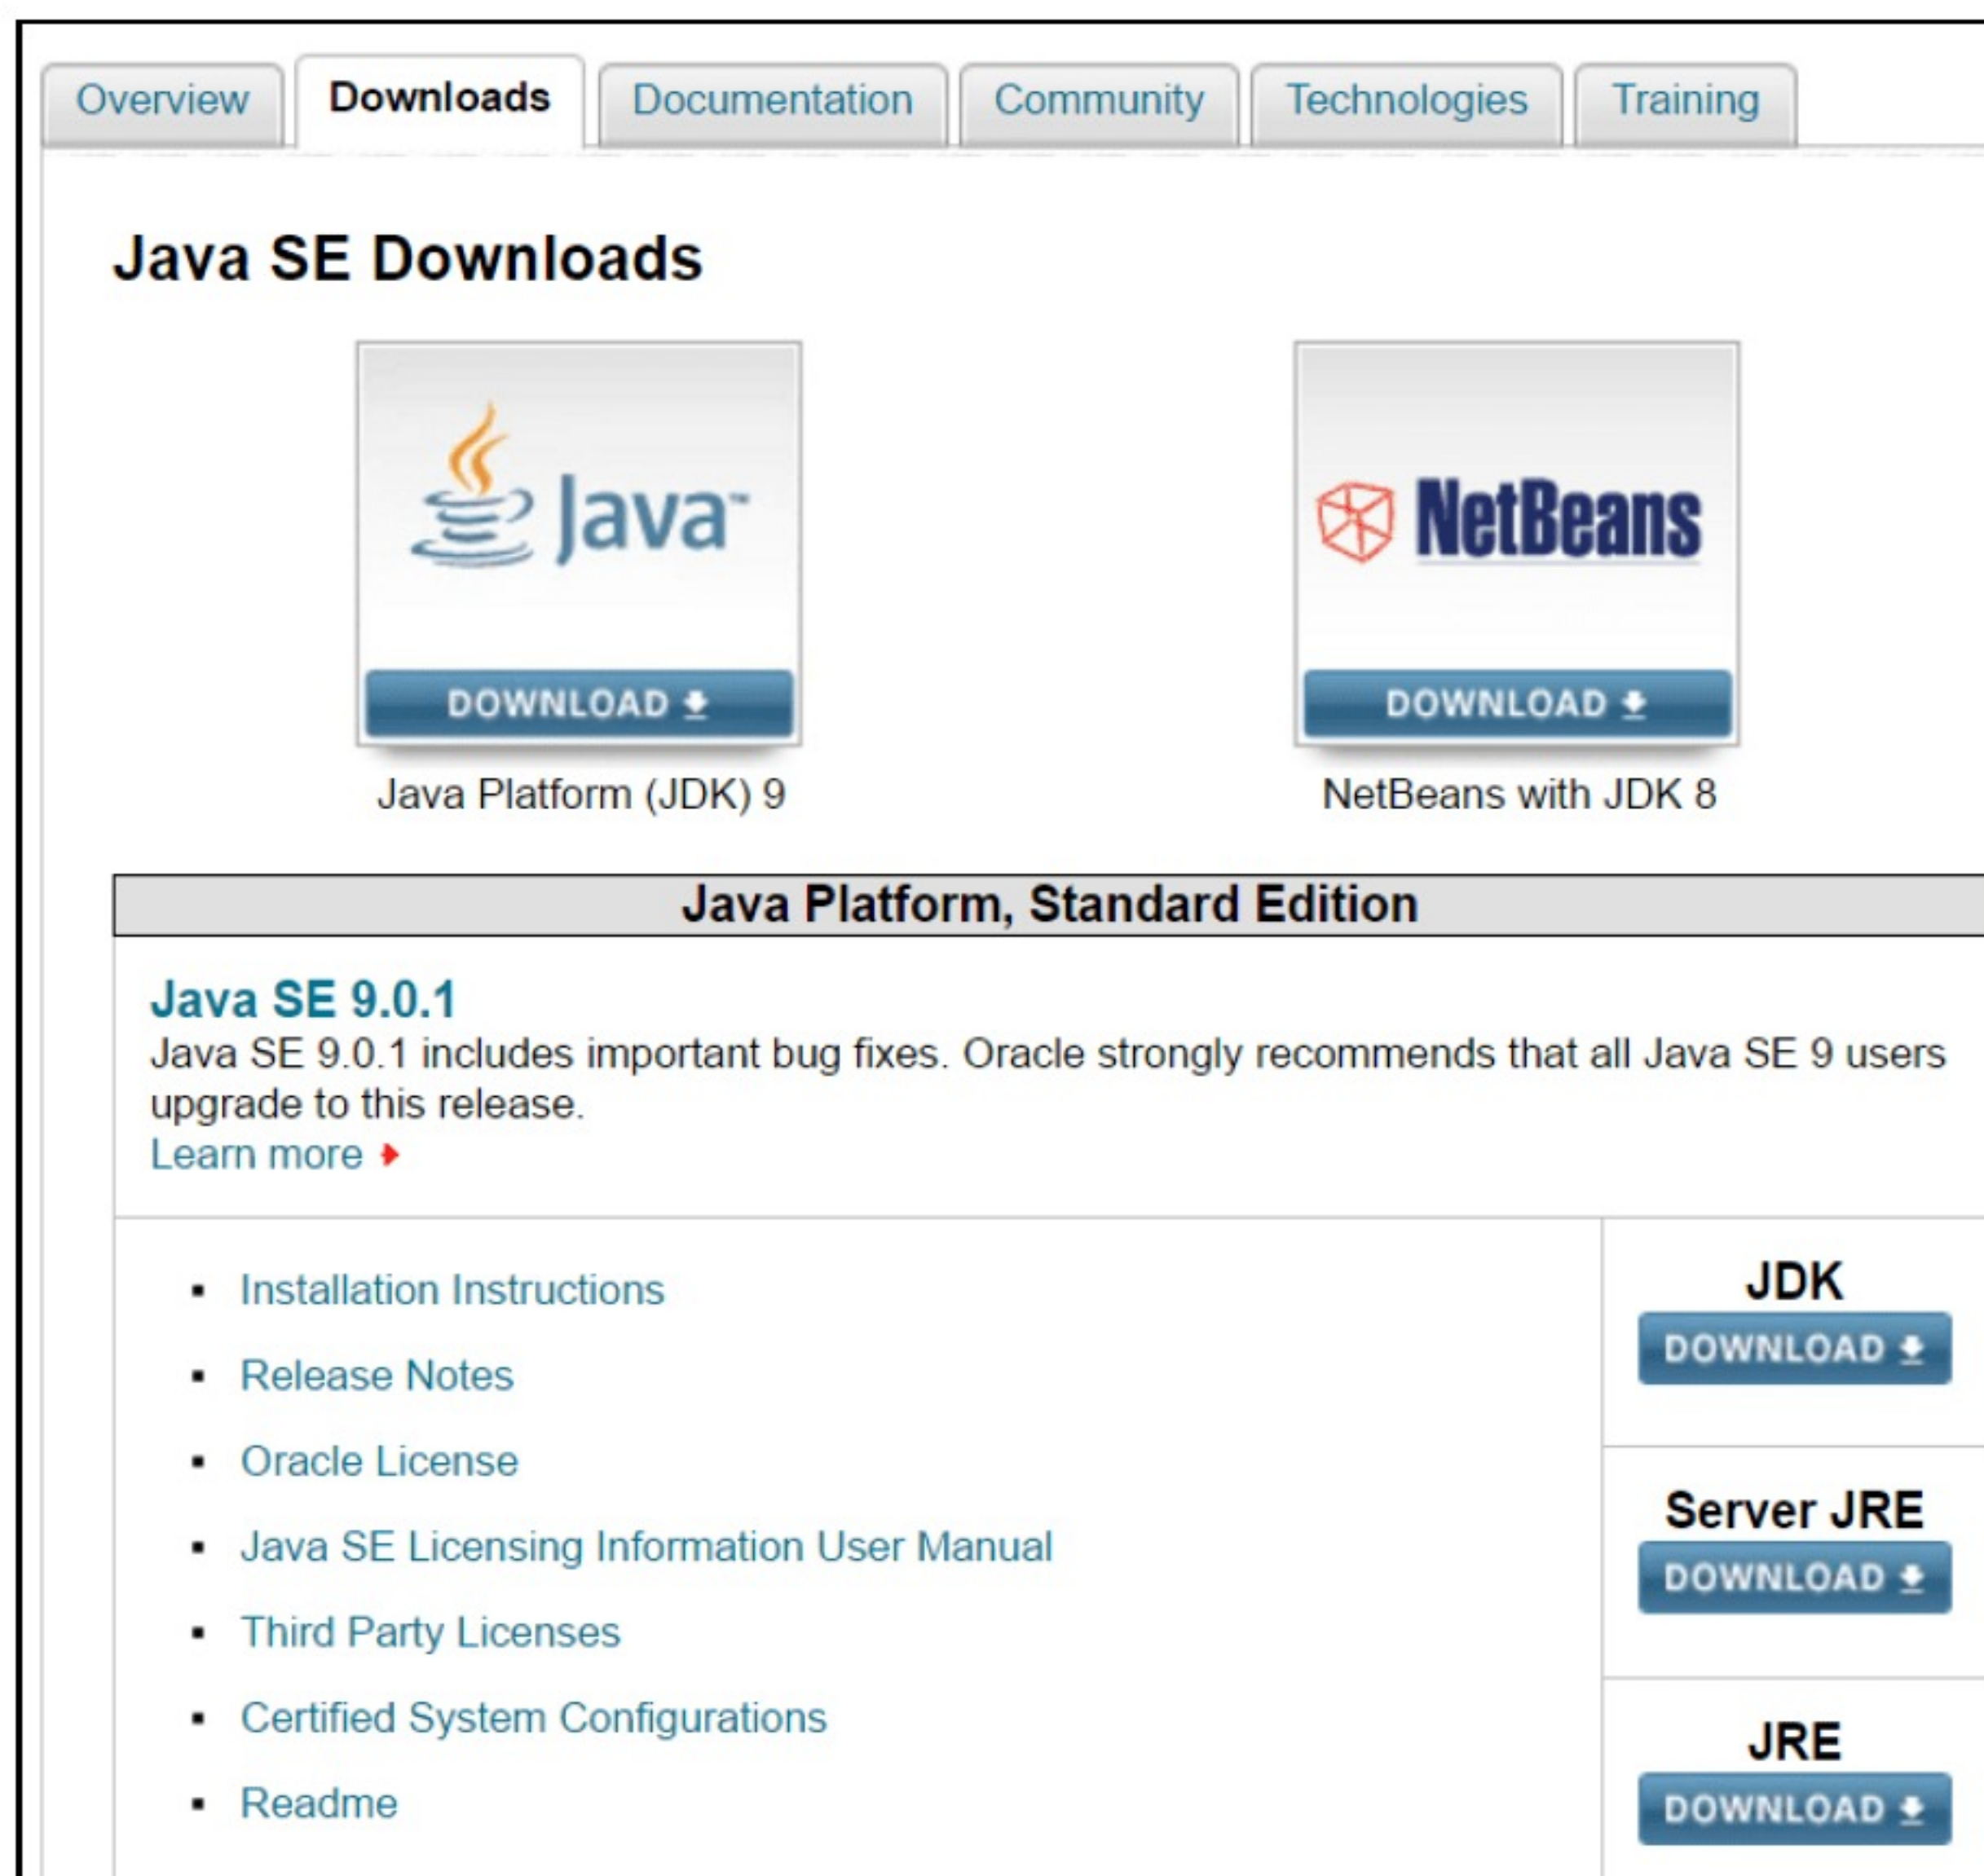 Overview Downloads Documentation Community Technologies Training
Java SE Downloads
Java™ NetBeans
DOWNLOAD DOWNLOAD
Java Platform (JDK) 9 NetBeans with JDK 8
Java Platform, Standard Edition
Java SE 9.0.1
Java SE 9.0.1 includes important bug fixes. Oracle strongly recommends that all Java SE 9 users
upgrade to this release.
Learn more
Installation Instructions
Release Notes
Oracle License
Java SE Licensing Information User Manual
Third Party Licenses
Certified System Configurations
Readme
JDK
DOWNLOAD
Server JRE
DOWNLOAD
JRE
DOWNLOAD